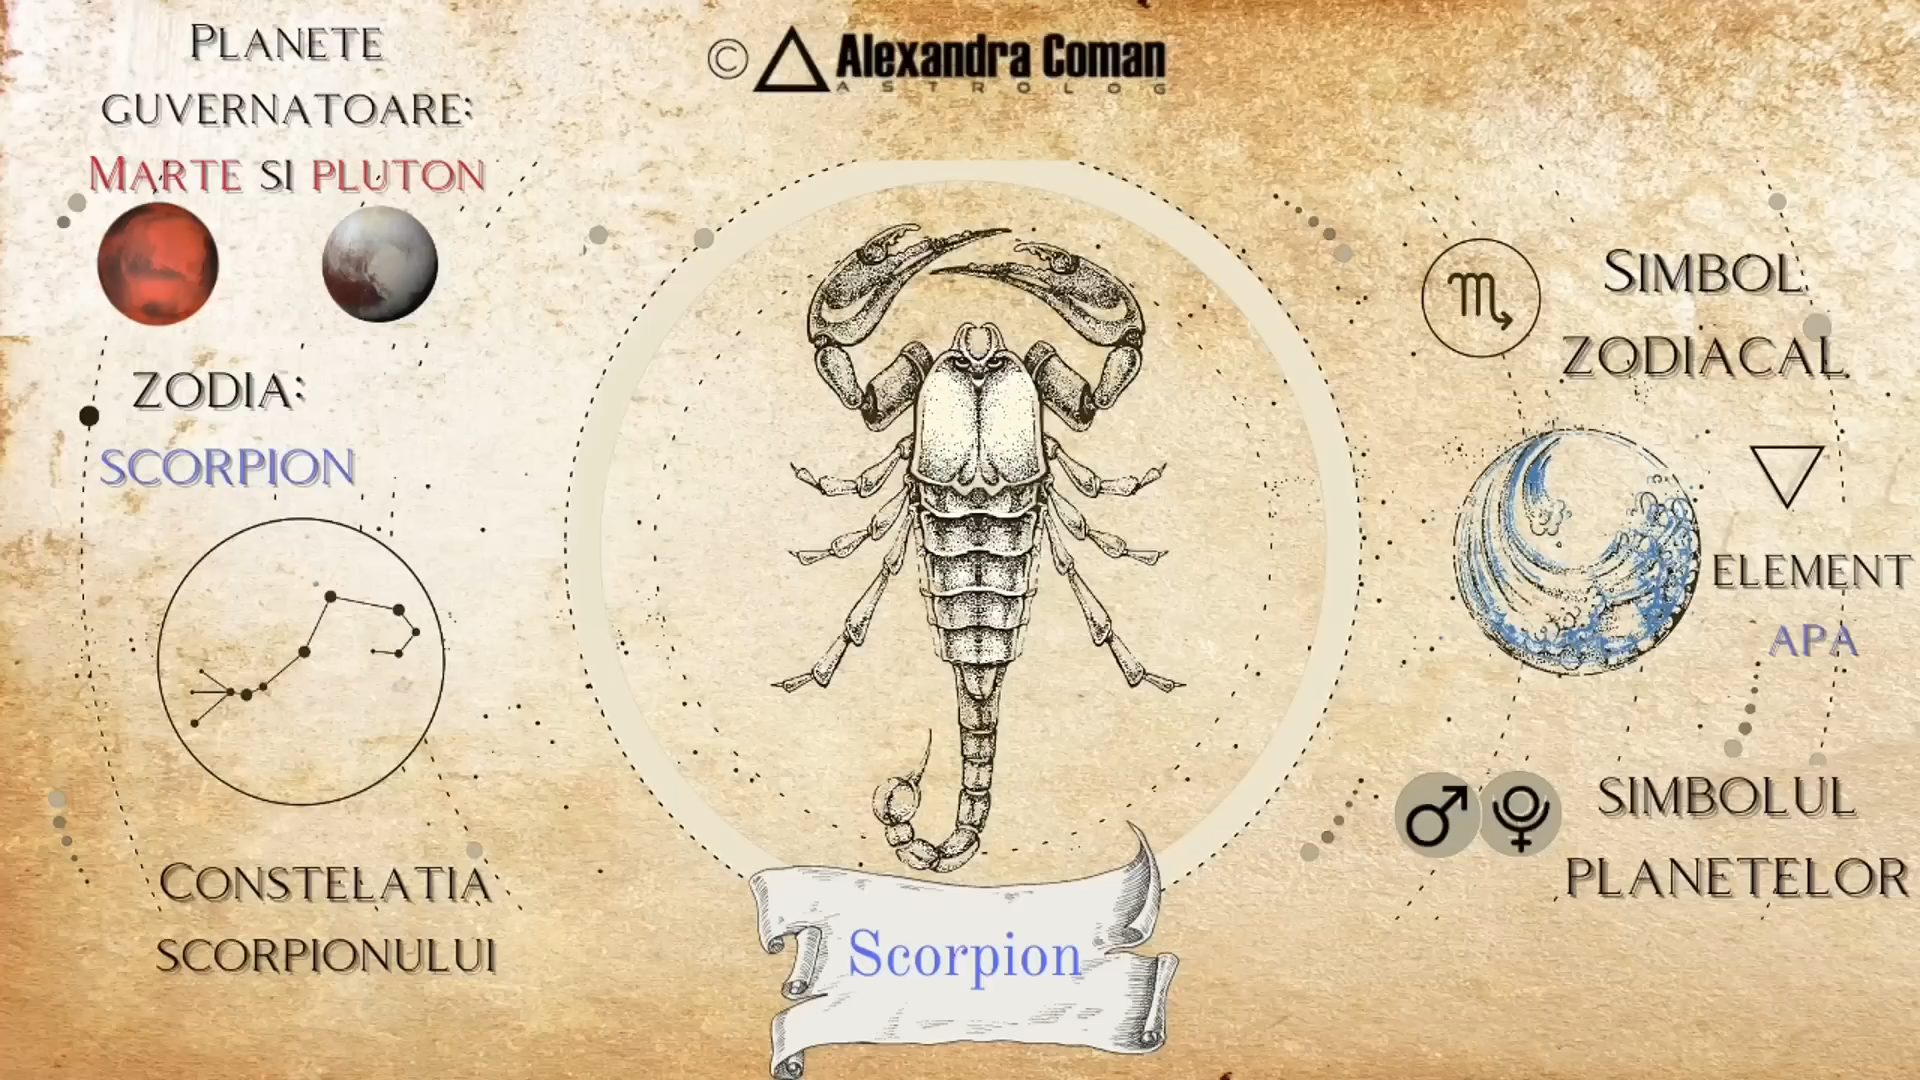 Planete
guvernatoare:
Marte si pluton
zodia:
scorpion
Constelatia
scorpionului
© Alexandra Coman
ASTROLOG
Scorpion
Simbol
zodiacal
element
apa
simbolul
planetelor